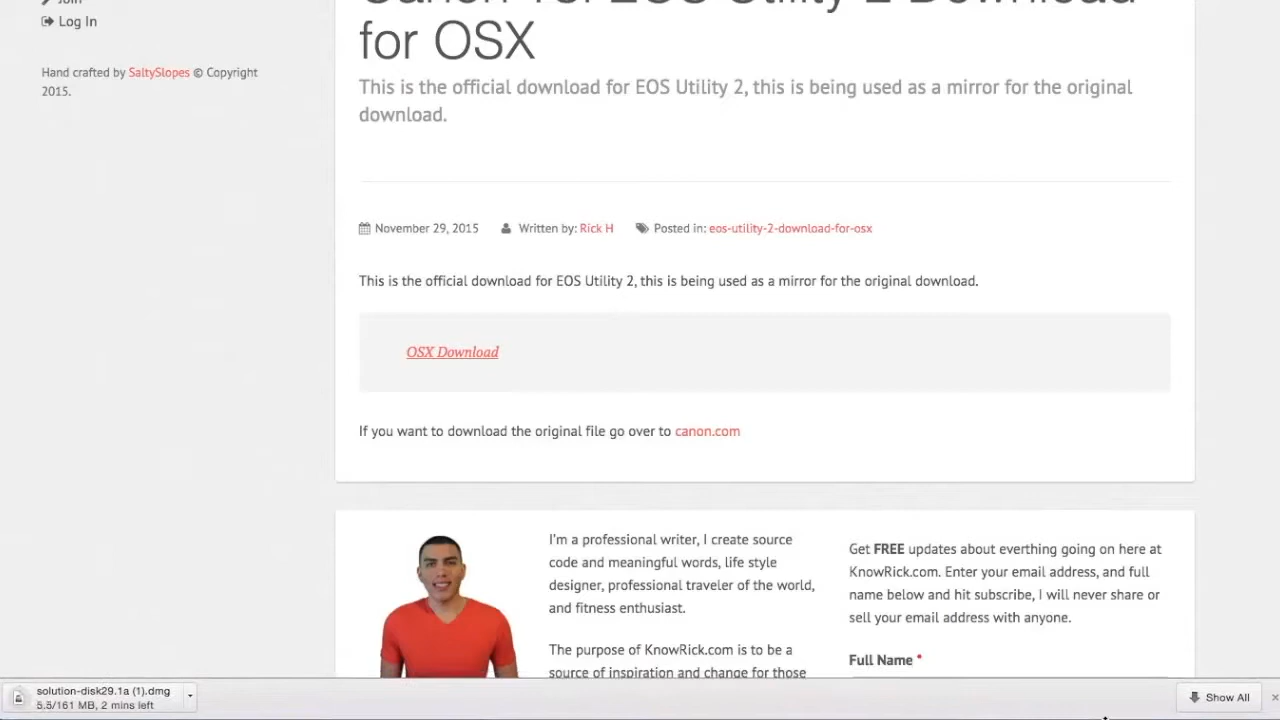 Join
Log In
Hand crafted by SaltySlopes © Copyright
2015.
Canon T3i EOS Utility 2 Download
for OSX
This is the official download for EOS Utility 2, this is being used as a mirror for the original
download.
November 29, 2015 Written by: Rick H Posted in: eos-utility-2-download-for-osx
This is the official download for EOS Utility 2, this is being used as a mirror for the original download.
OSX Download
If you want to download the original file go over to canon.com
I'm a professional writer, I create source
code and meaningful words, life style
designer, professional traveler of the world,
and fitness enthusiast.
The purpose of KnowRick.com is to be a
source of inspiration and change for those
Get FREE updates about everthing going on here at
KnowRick.com. Enter your email address, and full
name below and hit subscribe, I will never share or
sell your email address with anyone.
Full Name *
solution-disk29.1a (1).dmg
5.5/161 MB, 2 mins left
Show All